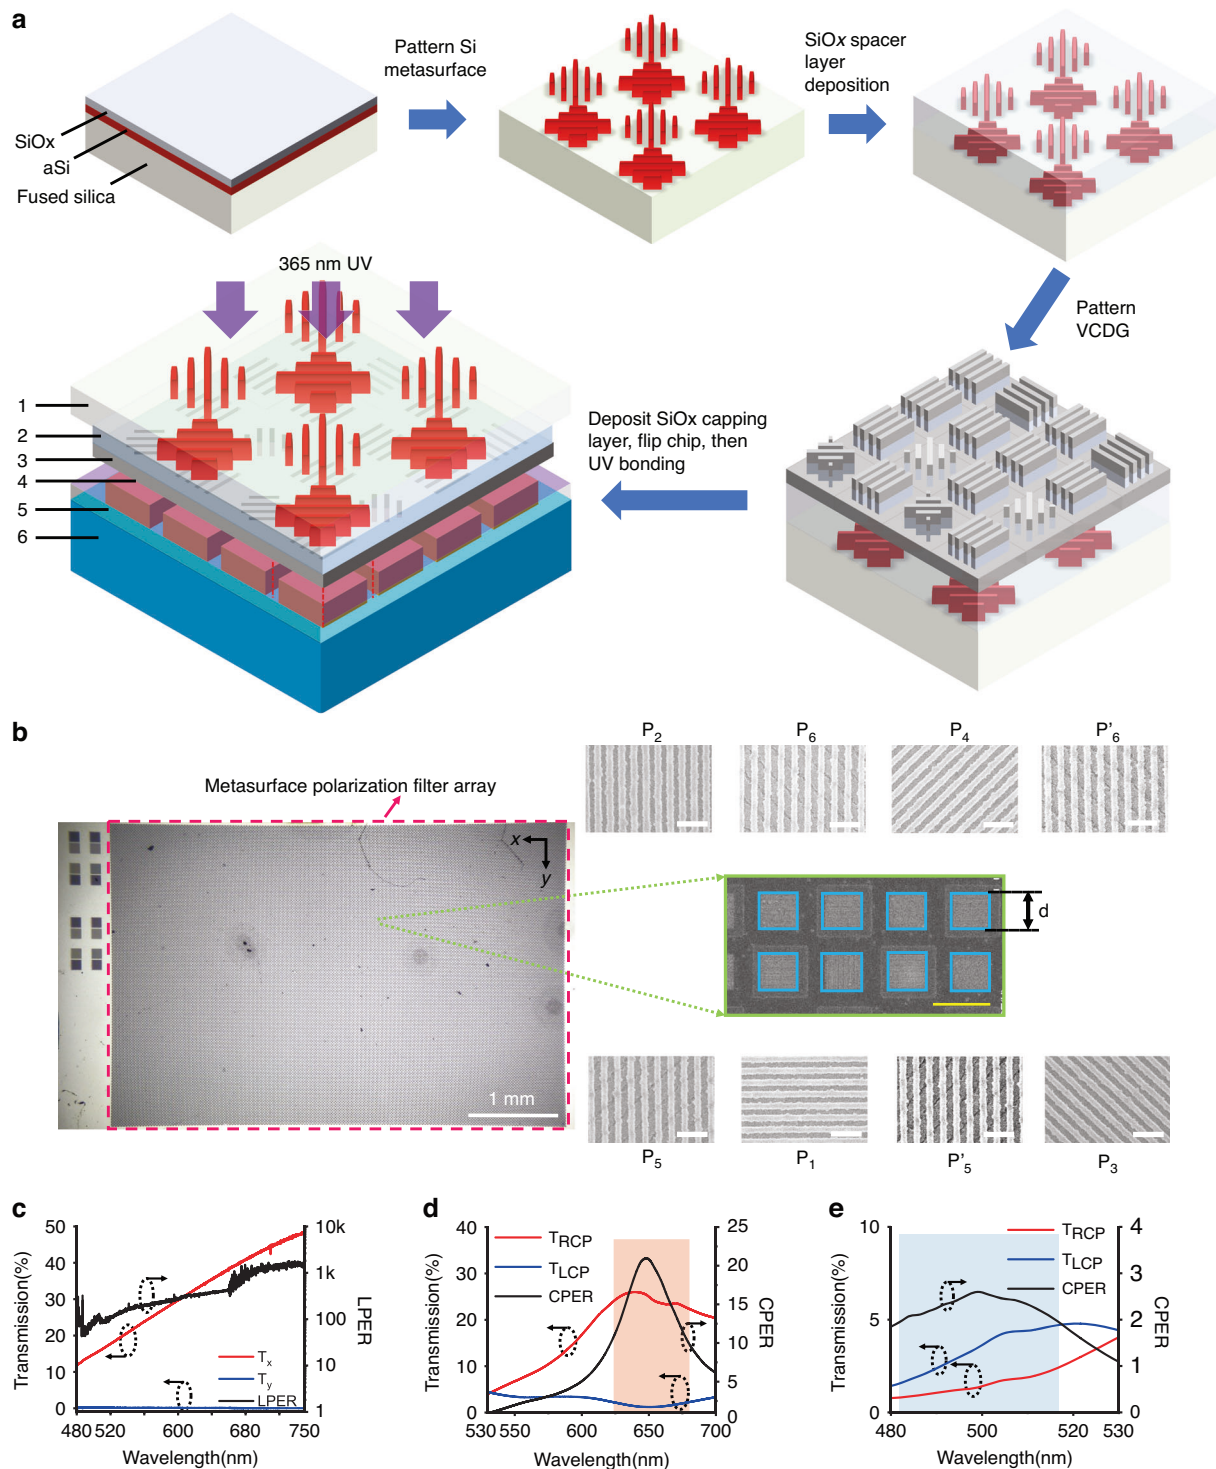 a
Pattern Si
metasurface
SiOx spacer
layer
deposition
SiOx
aSi
Fused silica
365 nm UV
Pattern
VCDG
1
2
3
4
5
6
Deposit SiOx capping
layer, flip chip, then
UV bonding
b
P2 P6 P4 P'6
Metasurface polarization filter array
x
y
d
1 mm
P5 P1 P'5 P3
c
50
40
30
20
10
0
Transmission(%)
10k
1k
100
10
1
LPER
Tx
Ty
LPER
480 520 600 680 750
Wavelength(nm)
d
40
30
20
10
0
Transmission(%)
25
20
15
10
5
0
CPER
TRCP
TLCP
CPER
530 550 600 650 700
Wavelength(nm)
e
10
5
0
Transmission(%)
4
3
2
1
0
CPER
TRCP
TLCP
CPER
480 500 520 530
Wavelength(nm)